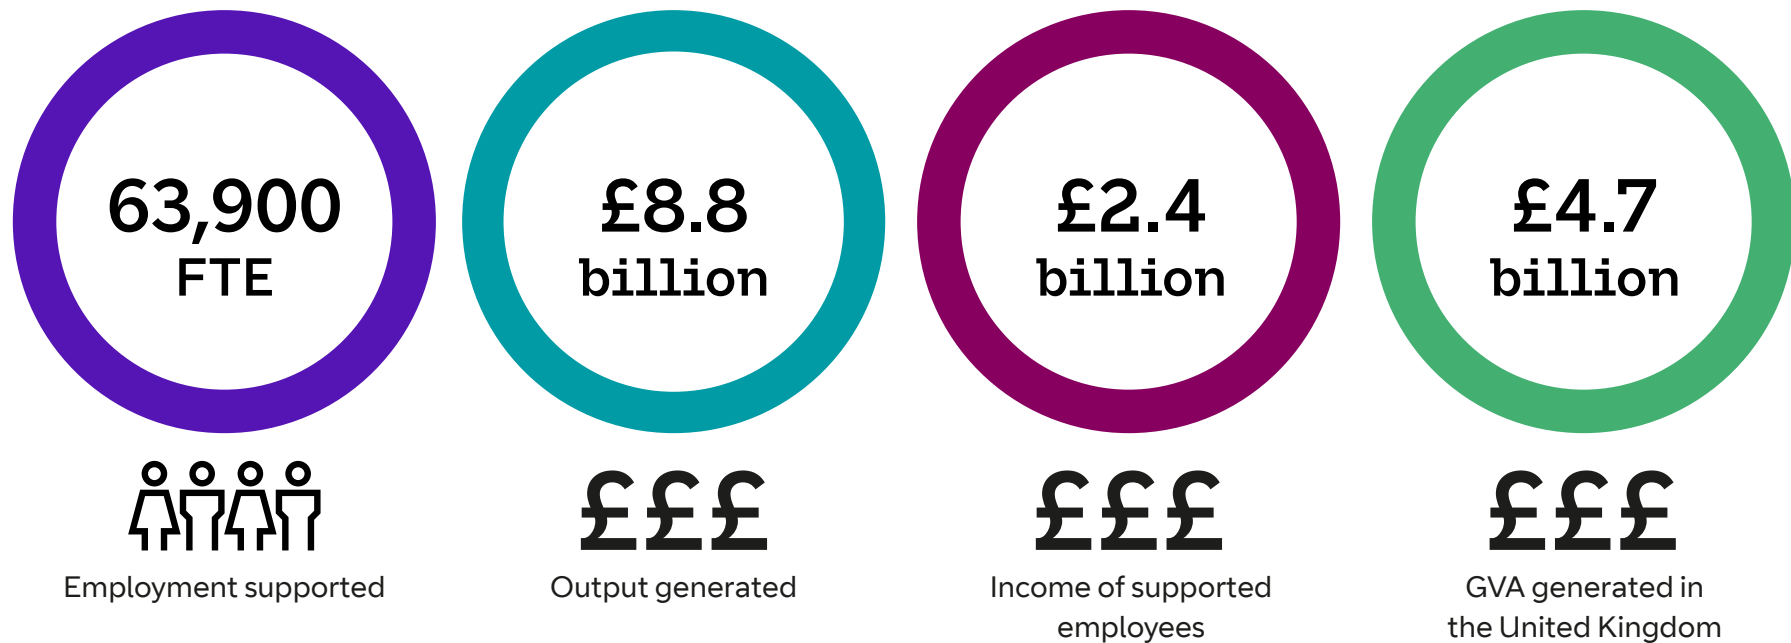 63,900
FTE
£8.8
billion
£2.4
billion
£4.7
billion
£££
£££
£££
Employment supported
Output generated
Income of supported
employees
GVA generated in
the United Kingdom